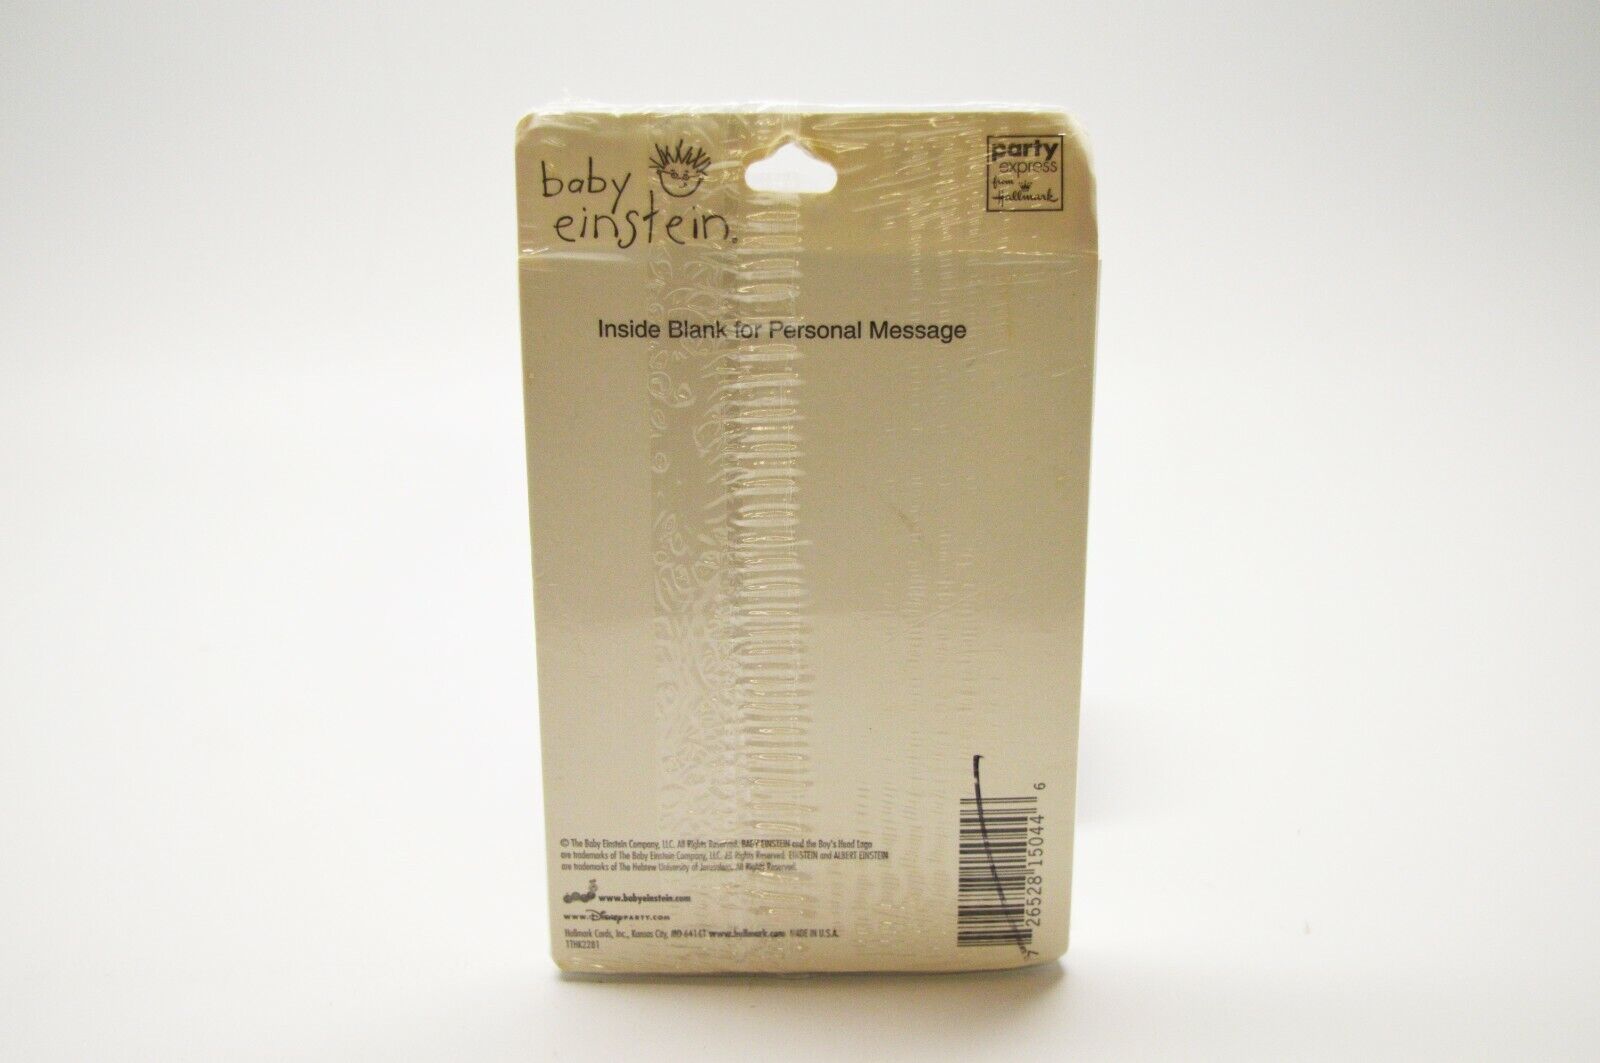 baby
einstein®
party
express
from
Hallmark
Inside Blank for Personal Message
© The Baby Einstein Company, LLC. All Rights Reserved. BABY EINSTEIN and the Boy's Head Logo
are trademarks of The Baby Einstein Company, LLC. All Rights Reserved. EINSTEIN and ALBERT EINSTEIN
are trademarks of The Hebrew University of Jerusalem. All Rights Reserved.
www.babyeinstein.com
www.DisneyPARTY.com
Hallmark Cards, Inc., Kansas City, MO 64141 www.hallmark.com MADE IN U.S.A.
1THK2281
7 26528 15044 6